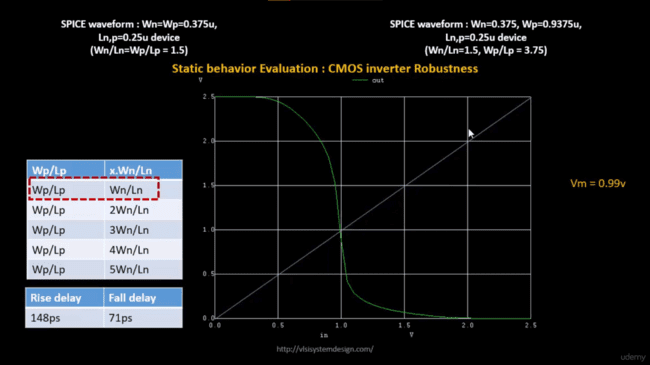 SPICE waveform : Wn=Wp=0.375u,
Ln,p=0.25u device
(Wn/Ln=Wp/Lp = 1.5)
SPICE waveform : Wn=0.375, Wp=0.9375u,
Ln,p=0.25u device
(Wn/Ln=1.5, Wp/Lp = 3.75)
Static behavior Evaluation : CMOS inverter Robustness
V
out
2.5
2.0
1.5
1.0
0.5
0.0
0.0 0.5 1.0 1.5 2.0 2.5
in V
Wp/Lp x.Wn/Ln
Wp/Lp Wn/Ln
Wp/Lp 2Wn/Ln
Wp/Lp 3Wn/Ln
Wp/Lp 4Wn/Ln
Wp/Lp 5Wn/Ln
Rise delay Fall delay
148ps 71ps
Vm = 0.99v
http://vlsisystemdesign.com/
udemy